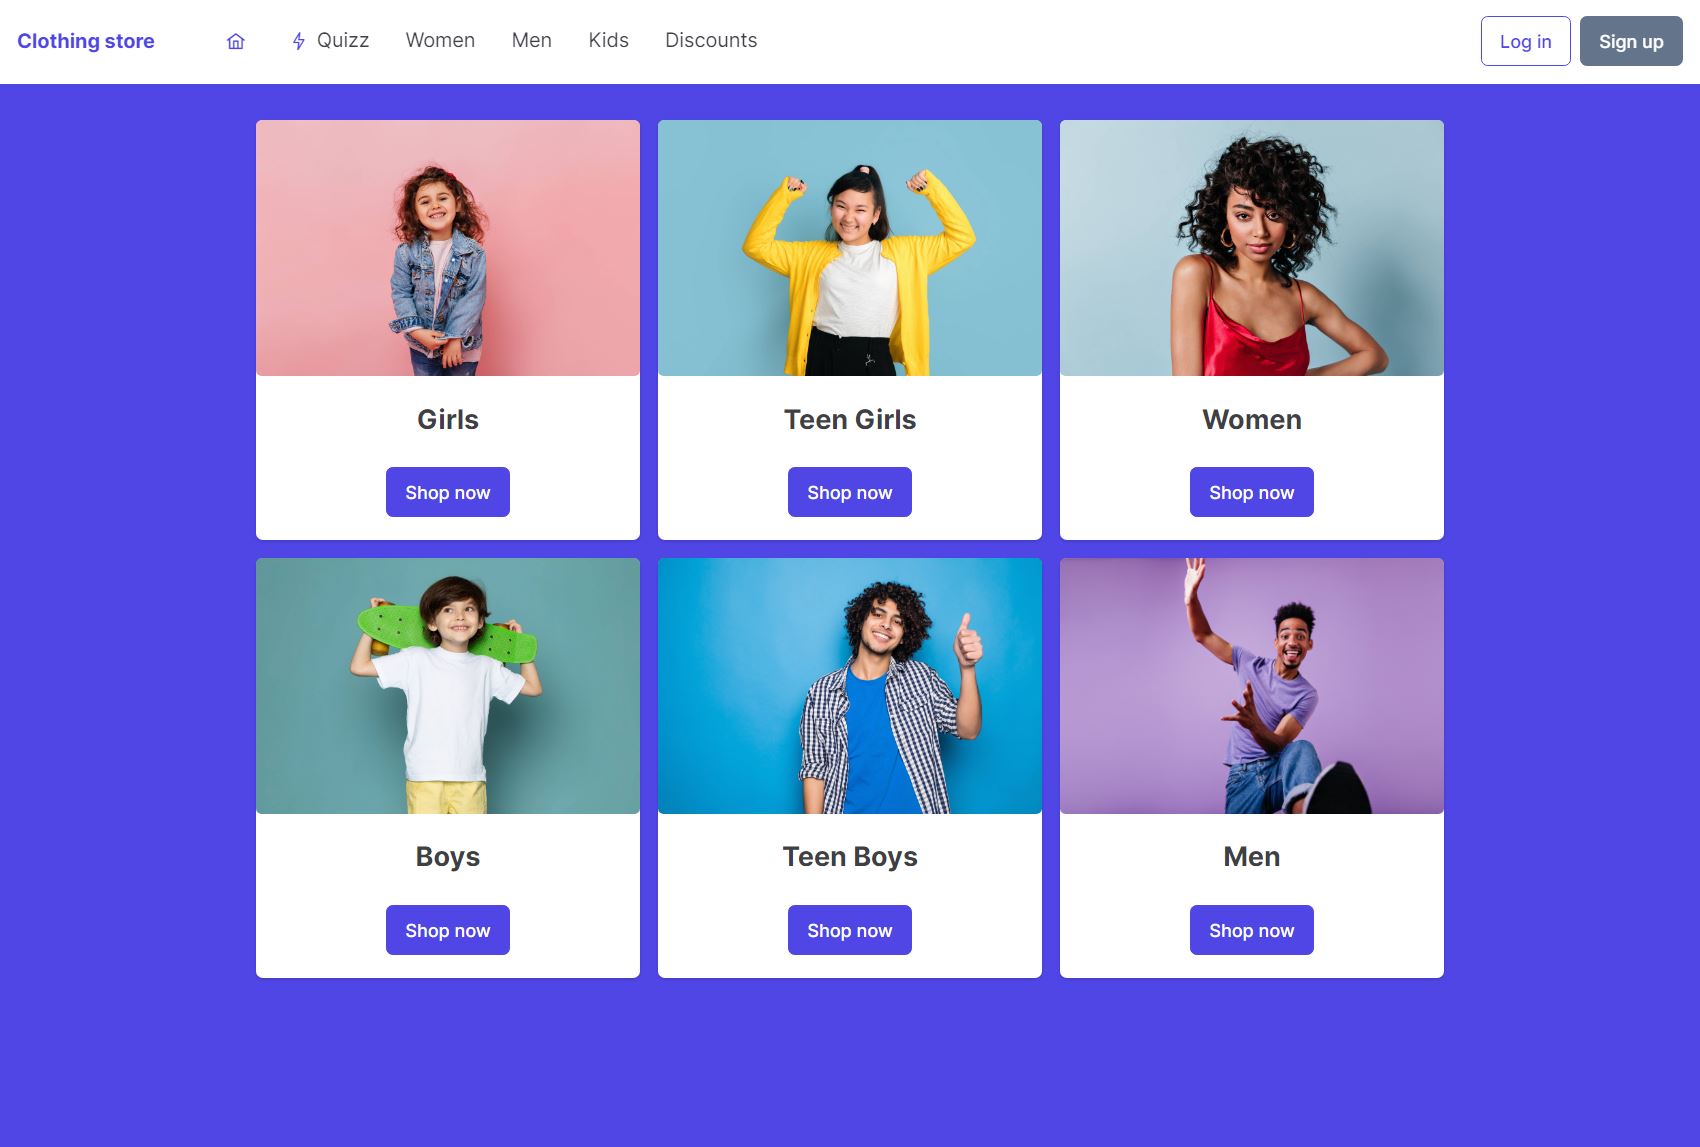 Clothing store
Quizz
Women
Men
Kids
Discounts
Log in
Sign up
Girls
Teen Girls
Women
Shop now
Shop now
Shop now
Boys
Teen Boys
Men
Shop now
Shop now
Shop now